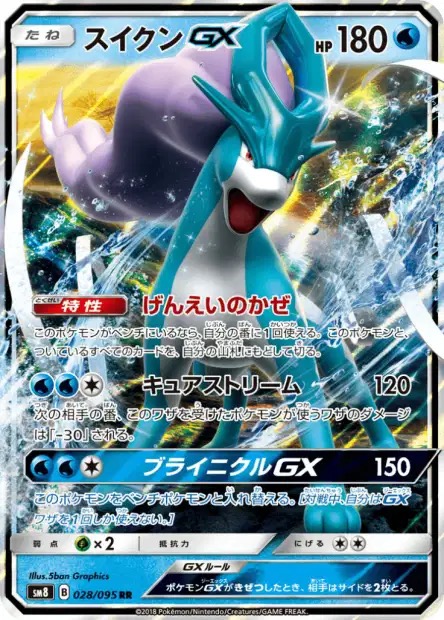 たね スイクンGX HP 180
とくせい
特性 げんえいのかぜ
このポケモンがベンチにいるなら、自分の番に1回使える。このポケモンと、
ついているすべてのカードを、自分の山札にもどして切る。
キュアストリーム 120
次の相手の番、このワザを受けたポケモンが使うワザのダメージ
は「-30」される。
ブライニクルGX 150
このポケモンをベンチポケモンと入れ替える。[対戦中、自分はGX
ワザを1回しか使えない。]
弱点 ×2 抵抗力 にげる
GXルール
ポケモンGXがきぜつしたとき、相手はサイドを2枚とる。
Illus.5ban Graphics
SM8 B 028/095 RR
©2018 Pokémon/Nintendo/Creatures/GAME FREAK.